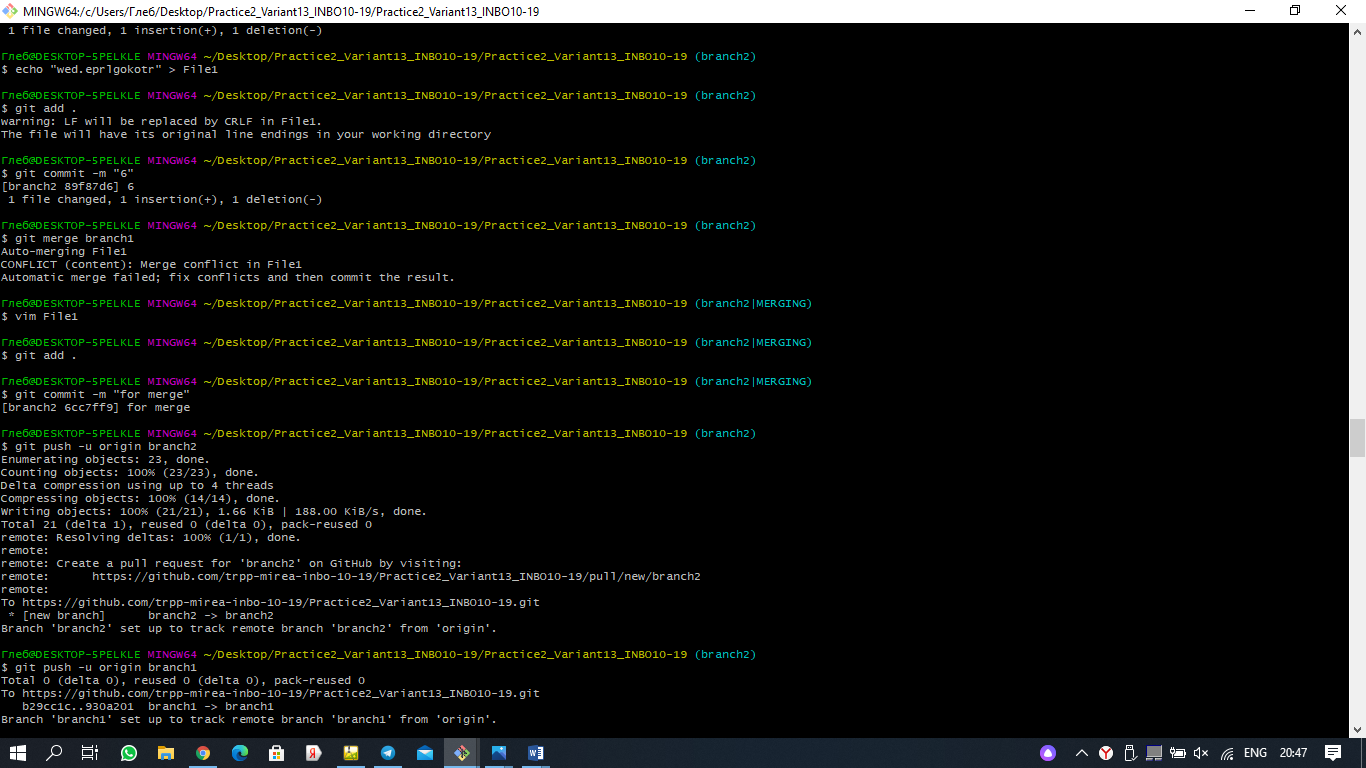 MINGW64:/c/Users/Глеб/Desktop/Practice2_Variant13_INBO10-19/Practice2_Variant13_INBO10-19
 1 file changed, 1 insertion(+), 1 deletion(-)

Глеб@DESKTOP-5PELKLE MINGW64 ~/Desktop/Practice2_Variant13_INBO10-19/Practice2_Variant13_INBO10-19 (branch2)
$ echo "wed.eprlgokotr" > File1

Глеб@DESKTOP-5PELKLE MINGW64 ~/Desktop/Practice2_Variant13_INBO10-19/Practice2_Variant13_INBO10-19 (branch2)
$ git add .
warning: LF will be replaced by CRLF in File1.
The file will have its original line endings in your working directory

Глеб@DESKTOP-5PELKLE MINGW64 ~/Desktop/Practice2_Variant13_INBO10-19/Practice2_Variant13_INBO10-19 (branch2)
$ git commit -m "6"
[branch2 89f87d6] 6
 1 file changed, 1 insertion(+), 1 deletion(-)

Глеб@DESKTOP-5PELKLE MINGW64 ~/Desktop/Practice2_Variant13_INBO10-19/Practice2_Variant13_INBO10-19 (branch2)
$ git merge branch1
Auto-merging File1
CONFLICT (content): Merge conflict in File1
Automatic merge failed; fix conflicts and then commit the result.

Глеб@DESKTOP-5PELKLE MINGW64 ~/Desktop/Practice2_Variant13_INBO10-19/Practice2_Variant13_INBO10-19 (branch2|MERGING)
$ vim File1

Глеб@DESKTOP-5PELKLE MINGW64 ~/Desktop/Practice2_Variant13_INBO10-19/Practice2_Variant13_INBO10-19 (branch2|MERGING)
$ git add .

Глеб@DESKTOP-5PELKLE MINGW64 ~/Desktop/Practice2_Variant13_INBO10-19/Practice2_Variant13_INBO10-19 (branch2|MERGING)
$ git commit -m "for merge"
[branch2 6cc7ff9] for merge

Глеб@DESKTOP-5PELKLE MINGW64 ~/Desktop/Practice2_Variant13_INBO10-19/Practice2_Variant13_INBO10-19 (branch2)
$ git push -u origin branch2
Enumerating objects: 23, done.
Counting objects: 100% (23/23), done.
Delta compression using up to 4 threads
Compressing objects: 100% (14/14), done.
Writing objects: 100% (21/21), 1.66 KiB | 188.00 KiB/s, done.
Total 21 (delta 1), reused 0 (delta 0), pack-reused 0
remote: Resolving deltas: 100% (1/1), done.
remote:
remote: Create a pull request for 'branch2' on GitHub by visiting:
remote:      https://github.com/trpp-mirea-inbo-10-19/Practice2_Variant13_INBO10-19/pull/new/branch2
remote:
To https://github.com/trpp-mirea-inbo-10-19/Practice2_Variant13_INBO10-19.git
 * [new branch]      branch2 -> branch2
Branch 'branch2' set up to track remote branch 'branch2' from 'origin'.

Глеб@DESKTOP-5PELKLE MINGW64 ~/Desktop/Practice2_Variant13_INBO10-19/Practice2_Variant13_INBO10-19 (branch2)
$ git push -u origin branch1
Total 0 (delta 0), reused 0 (delta 0), pack-reused 0
To https://github.com/trpp-mirea-inbo-10-19/Practice2_Variant13_INBO10-19.git
   b29cc1c..930a201  branch1 -> branch1
Branch 'branch1' set up to track remote branch 'branch1' from 'origin'.
ENG 20:47